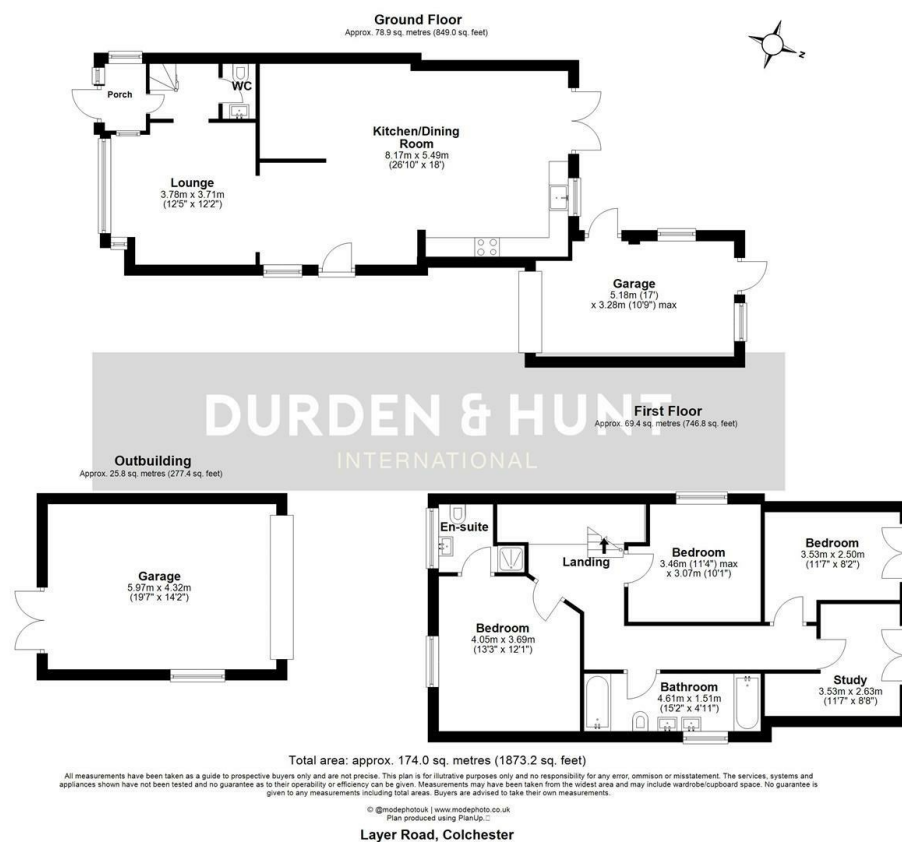 Ground Floor
Approx. 78.9 sq. metres (849.0 sq. feet)
N
Porch
WC
Kitchen/Dining
Room
8.17m x 5.49m
(26'10" x 18')
Lounge
3.78m x 3.71m
(12'5" x 12'2")
Garage
5.18m (17')
x 3.28m (10'9") max
DURDEN & HUNT
INTERNATIONAL
First Floor
Approx. 69.4 sq. metres (746.8 sq. feet)
Outbuilding
Approx. 25.8 sq. metres (277.4 sq. feet)
Garage
5.97m x 4.32m
(19'7" x 14'2")
En-suite
Landing
Bedroom
3.46m (11'4") max
x 3.07m (10'1")
Bedroom
3.53m x 2.50m
(11'7" x 8'2")
Bedroom
4.05m x 3.69m
(13'3" x 12'1")
Bathroom
4.61m x 1.51m
(15'2" x 4'11")
Study
3.53m x 2.63m
(11'7" x 8'8")
Total area: approx. 174.0 sq. metres (1873.2 sq. feet)
All measurements have been taken as a guide to prospective buyers only and are not precise. This plan is for illutrative purposes only and no responsibility for any error, ommison or misstatement. The services, systems and
appliances shown have not been tested and no guarantee as to their operability or efficiency can be given. Measurements may have been taken from the widest area and may include wardrobe/cupboard space. No guarantee is
given to any measurements including total areas. Buyers are advised to take their own measurements.
© @modephotouk | www.modephoto.co.uk
Plan produced using PlanUp.
Layer Road, Colchester